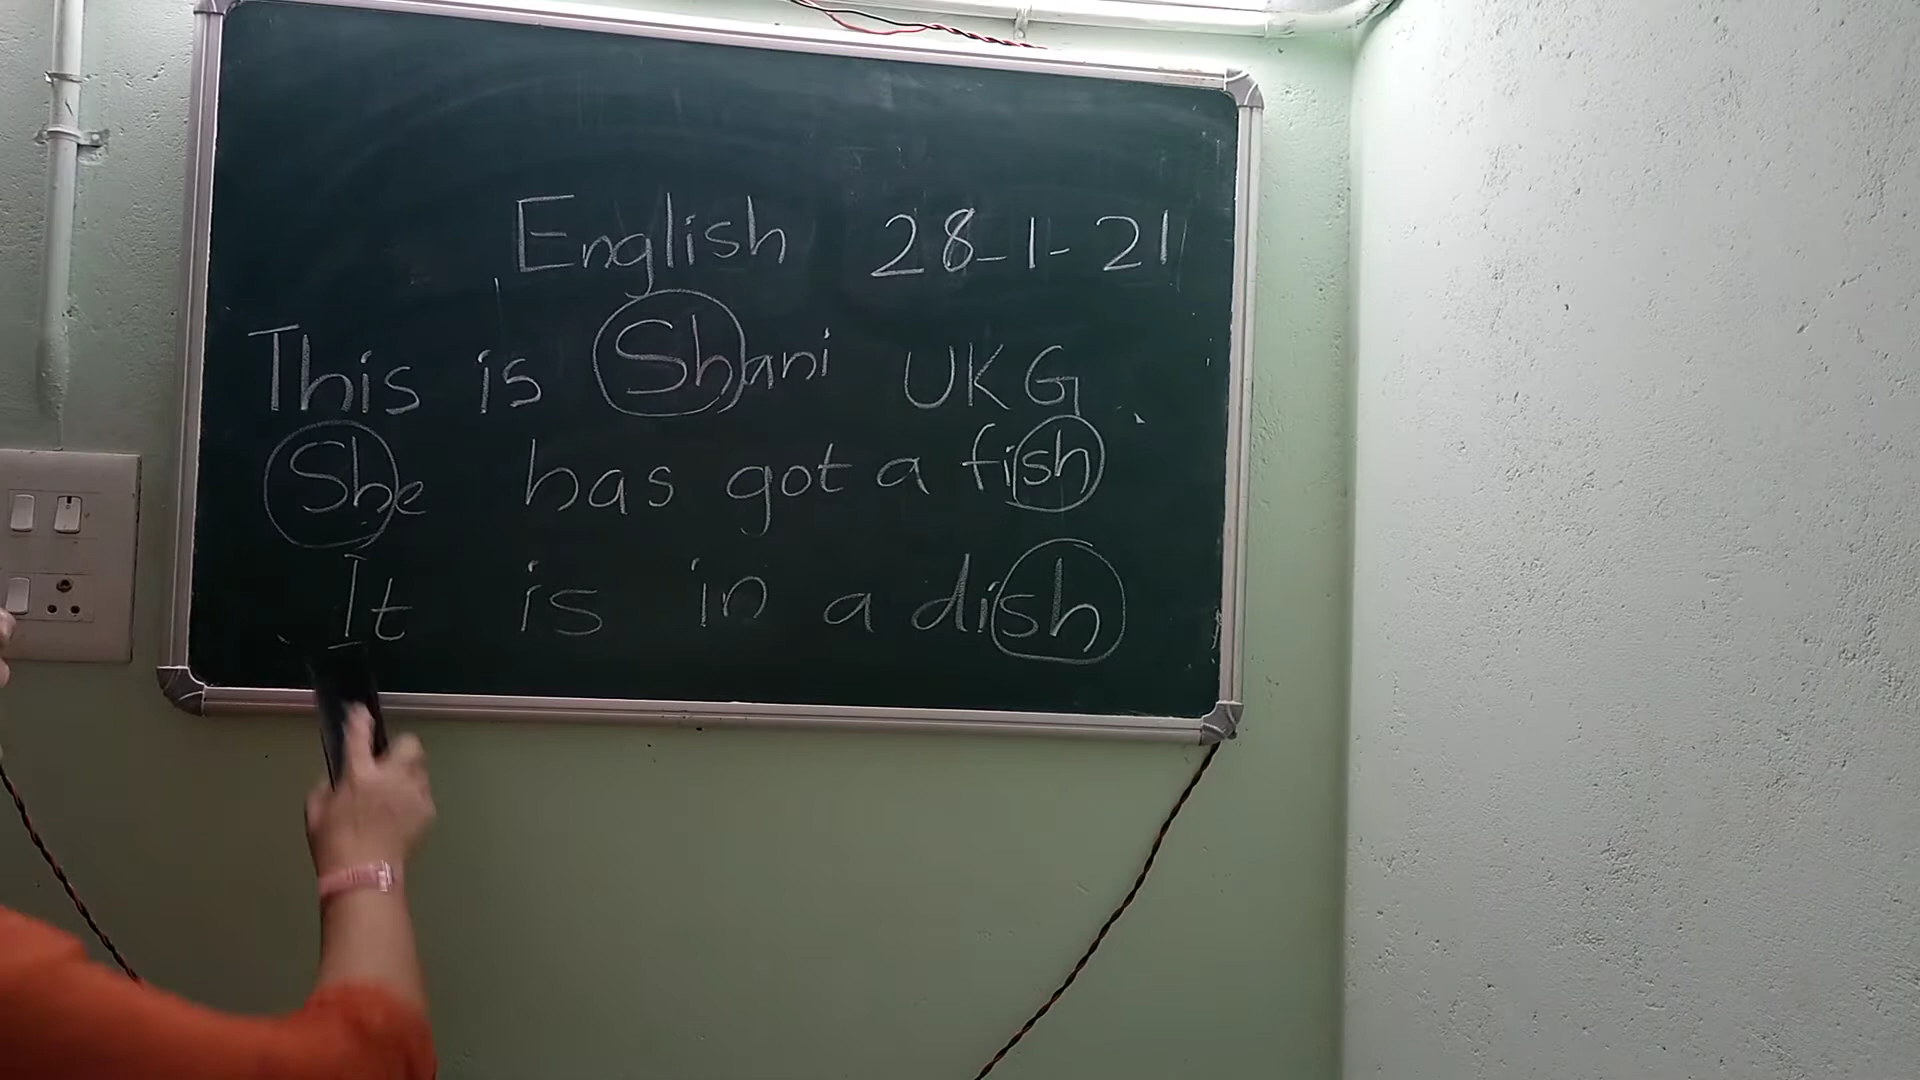 English 28-1-21
This is Shani UKG
She has got a fish
It is in a dish